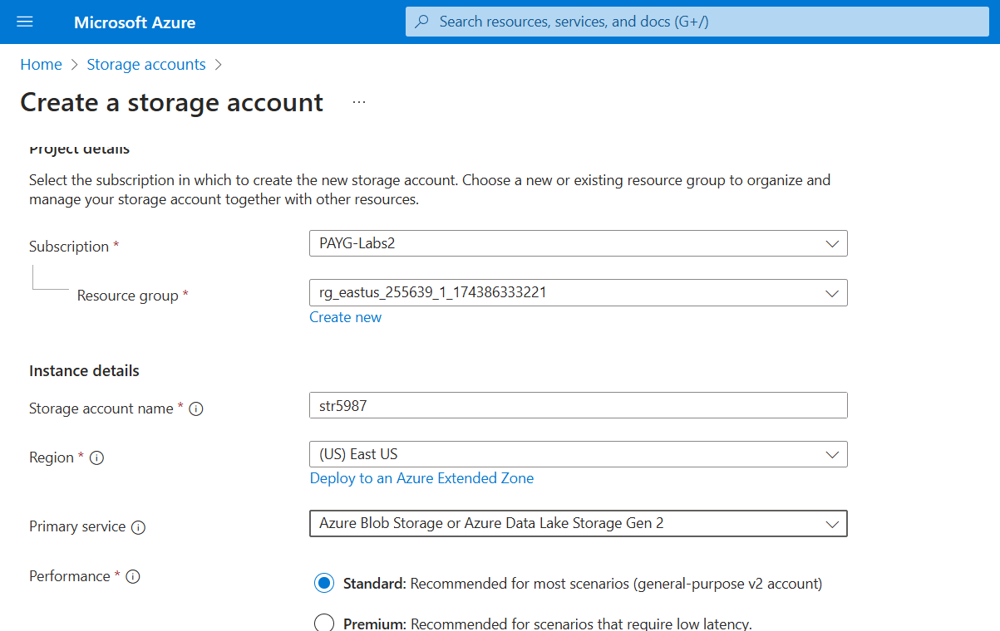 Microsoft Azure
Search resources, services, and docs (G+/)
Home > Storage accounts >
Create a storage account ...
Project details
Select the subscription in which to create the new storage account. Choose a new or existing resource group to organize and
manage your storage account together with other resources.
Subscription * PAYG-Labs2
Resource group * rg_eastus_255639_1_174386333221
Create new
Instance details
Storage account name * str5987
Region * (US) East US
Deploy to an Azure Extended Zone
Primary service Azure Blob Storage or Azure Data Lake Storage Gen 2
Performance * Standard: Recommended for most scenarios (general-purpose v2 account)
Premium: Recommended for scenarios that require low latency.